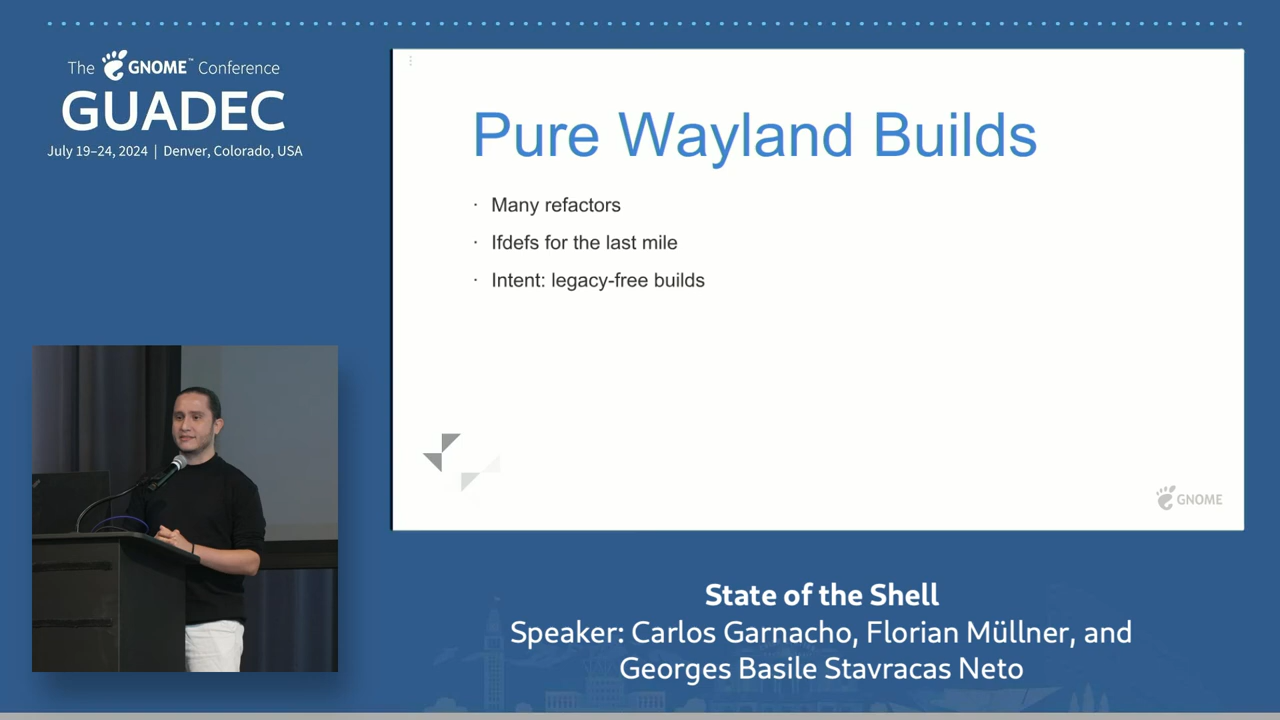 The GNOME™ Conference
GUADEC
July 19–24, 2024 | Denver, Colorado, USA
Pure Wayland Builds
· Many refactors
· Ifdefs for the last mile
· Intent: legacy-free builds
GNOME
State of the Shell
Speaker: Carlos Garnacho, Florian Müllner, and
Georges Basile Stavracas Neto